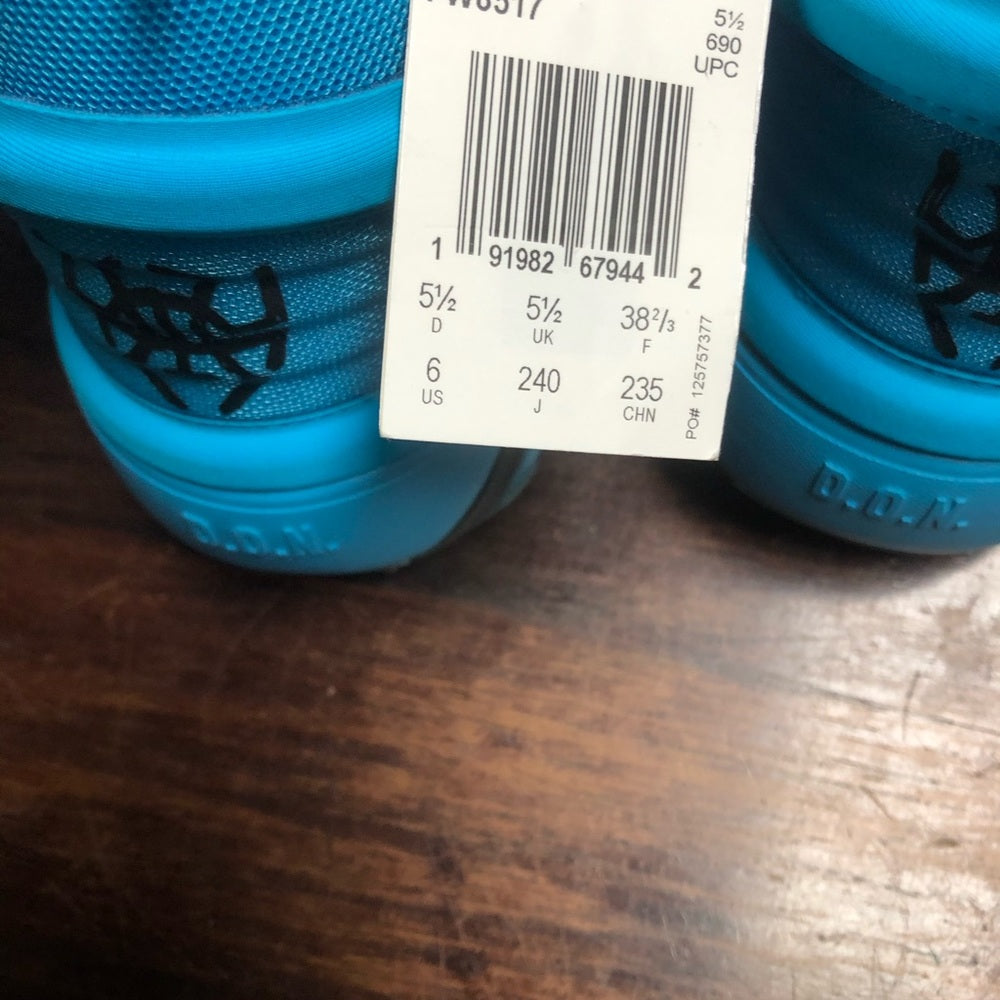 5½
690
UPC
1 91982 67944 2
5½ 5½ 38²/₃
D UK F
6 240 235
US J CHN
PO# 125757377
D.O.N.
D.O.N.